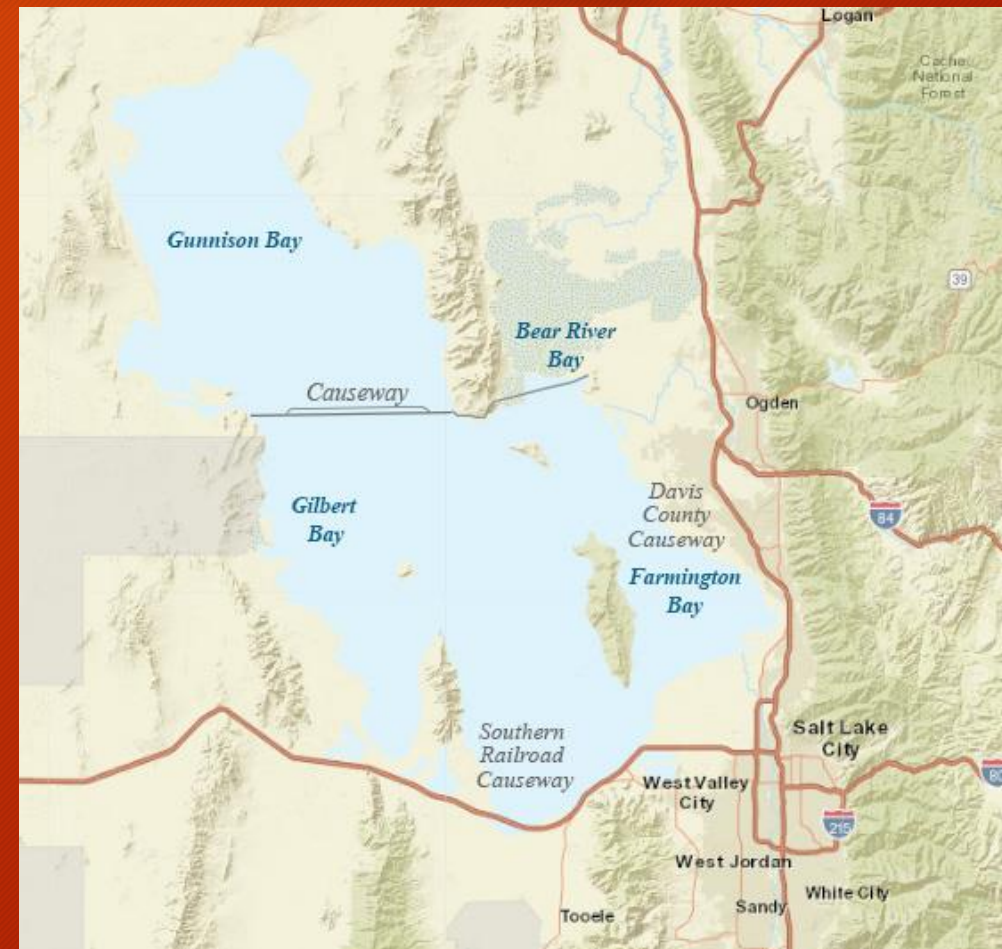 Logan
Cache
National
Forest
Gunnison Bay
39
Bear River
Bay
Causeway
Ogden
Davis
County
Causeway
Gilbert
Bay
84
Farmington
Bay
Southern
Railroad
Causeway
Salt Lake
City
80
West Valley
City
215
West Jordan
White City
Sandy
Tooele